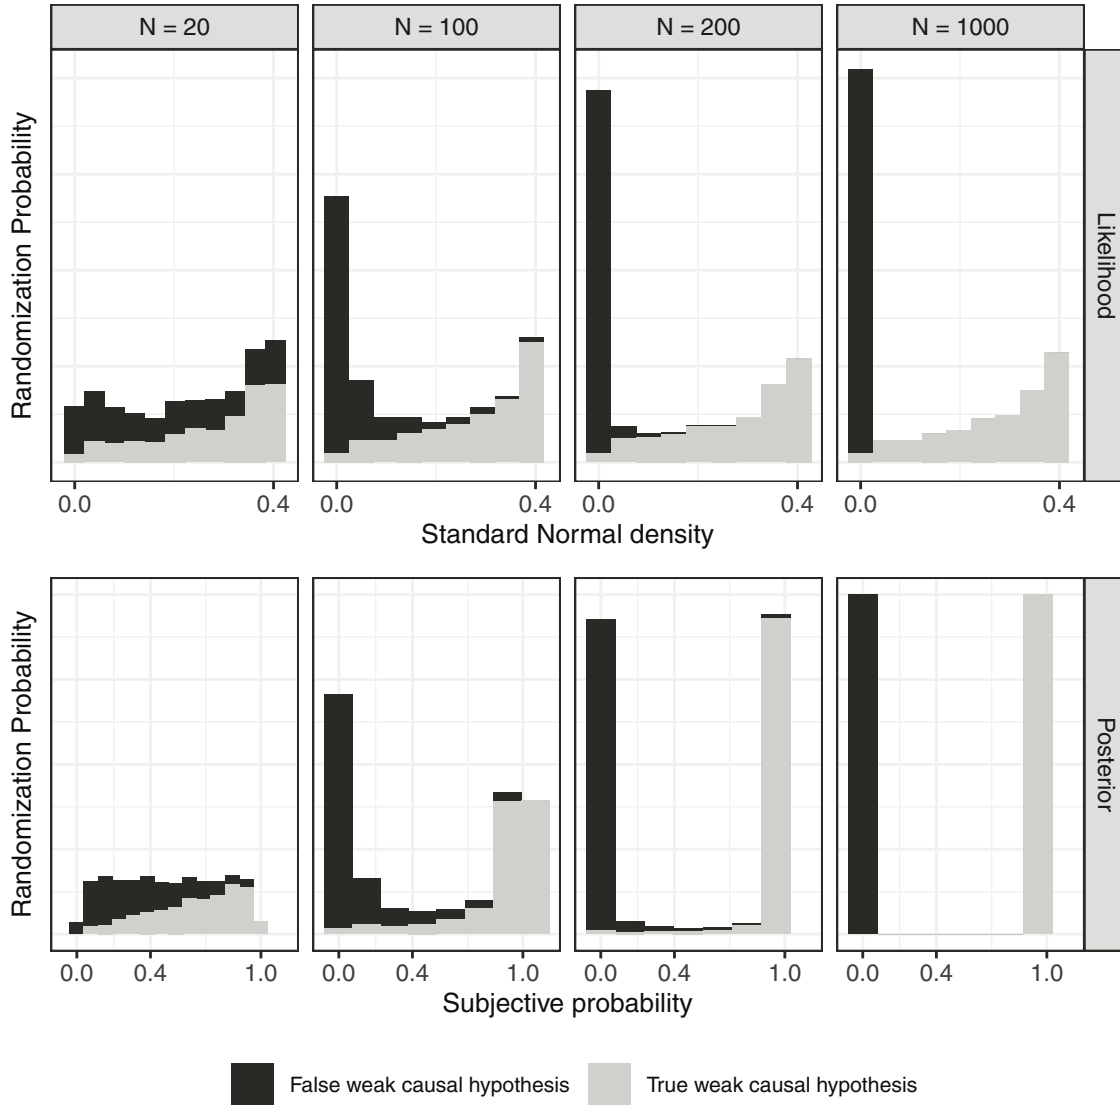 N = 20
N = 100
N = 200
N = 1000
Randomization Probability
Likelihood
0.0 0.4 0.0 0.4 0.0 0.4 0.0 0.4
Standard Normal density
Randomization Probability
Posterior
0.0 0.4 1.0 0.0 0.4 1.0 0.0 0.4 1.0 0.0 0.4 1.0
Subjective probability
False weak causal hypothesis
True weak causal hypothesis